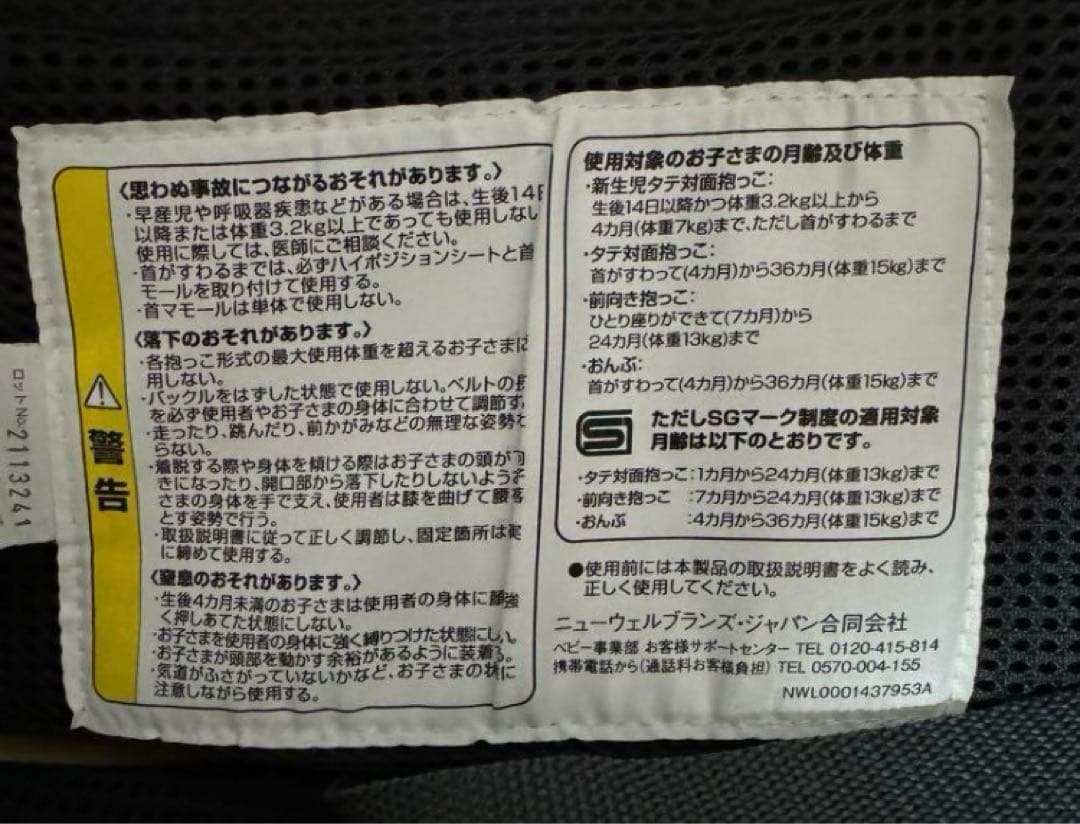 ロットNo. 2113241
警告
〈思わぬ事故につながるおそれがあります。〉
・早産児や呼吸器疾患などがある場合は、生後14日
以降または体重3.2kg以上であっても使用しない
使用に際しては、医師にご相談ください。
・首がすわるまでは、必ずハイポジションシートと首
モールを取り付けて使用する。
・首マモールは単体で使用しない。
〈落下のおそれがあります。〉
・各抱っこ形式の最大使用体重を超えるお子さまに
用しない。
・バックルをはずした状態で使用しない。ベルトの長
を必ず使用者やお子さまの身体に合わせて調節す
・走ったり、跳んだり、前かがみなどの無理な姿勢を
らない。
・着脱する際や身体を傾ける際はお子さまの頭が下
きになったり、開口部から落下したりしないようお子
さまの身体を手で支え、使用者は膝を曲げて腰を
とす姿勢で行う。
・取扱説明書に従って正しく調節し、固定箇所は確
に締めて使用する。
〈窒息のおそれがあります。〉
・生後4カ月未満のお子さまは使用者の身体に顔強
く押しあてた状態にしない。
・お子さまを使用者の身体に強く縛りつけた状態にしい。
・お子さまが頭部を動かす余裕があるように装着る。
・気道がふさがっていないかなど、お子さまの状に
注意しながら使用する。
使用対象のお子さまの月齢及び体重
・新生児タテ対面抱っこ:
生後14日以降かつ体重3.2kg以上から
4カ月(体重7kg)まで、ただし首がすわるまで
・タテ対面抱っこ:
首がすわって(4カ月)から36カ月(体重15kg)まで
・前向き抱っこ:
ひとり座りができて(7カ月)から
24カ月(体重13kg)まで
・おんぶ:
首がすわって(4カ月)から36カ月(体重15kg)まで
ただしSGマーク制度の適用対象
月齢は以下のとおりです。
・タテ対面抱っこ:1カ月から24カ月(体重13kg)まで
・前向き抱っこ :7カ月から24カ月(体重13kg)まで
・おんぶ :4カ月から36カ月(体重15kg)まで
●使用前には本製品の取扱説明書をよく読み、
正しく使用してください。
ニューウェルブランズ・ジャパン合同会社
ベビー事業部 お客様サポートセンター TEL 0120-415-814
携帯電話から(通話料お客様負担) TEL 0570-004-155
NWL0001437953A